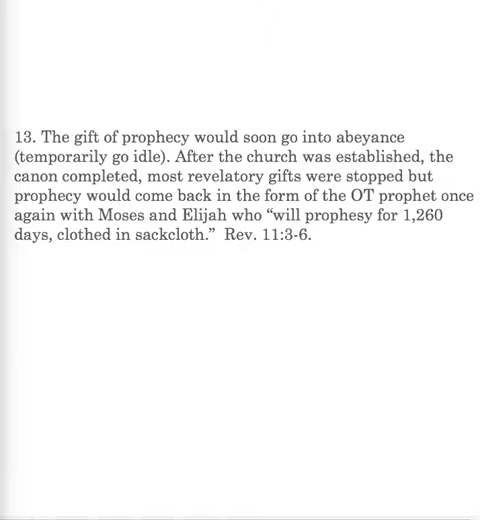 13. The gift of prophecy would soon go into abeyance
(temporarily go idle). After the church was established, the
canon completed, most revelatory gifts were stopped but
prophecy would come back in the form of the OT prophet once
again with Moses and Elijah who “will prophesy for 1,260
days, clothed in sackcloth.”  Rev. 11:3-6.